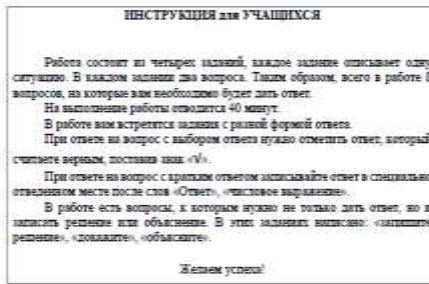 ИНСТРУКЦИЯ для УЧАЩИХСЯ
Работа состоит из четырех заданий, каждое задание описывает одну
ситуацию. В каждом задании два вопроса. Таким образом, всего в работе 8
вопросов, на которые вам необходимо будет дать ответ.
На выполнение работы отводится 40 минут.
В работе вам встретятся задания с разной формой ответа.
При ответе на вопрос с выбором ответа нужно отметить ответ, который
считаете верным, поставив знак «√».
При ответе на вопрос с кратким ответом записывайте ответ в специально
отведенном месте после слов «Ответ», «числовое выражение».
В работе есть вопросы, к которым нужно не только дать ответ, но и
записать решение или объяснение. В этих заданиях написано: «запишите
решение», «докажите», «объясните».
Желаем успеха!